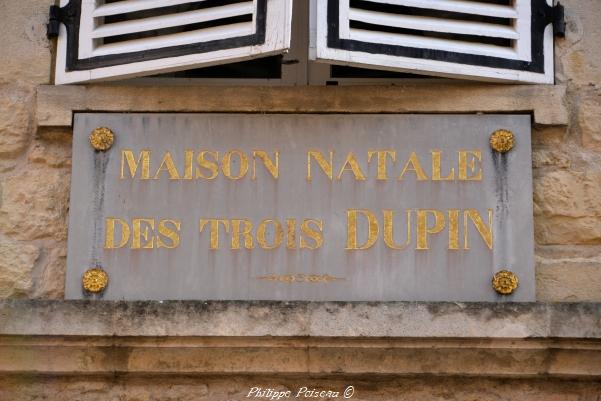 MAISON NATALE
DES TROIS DUPIN
Philippe Poiseau ©